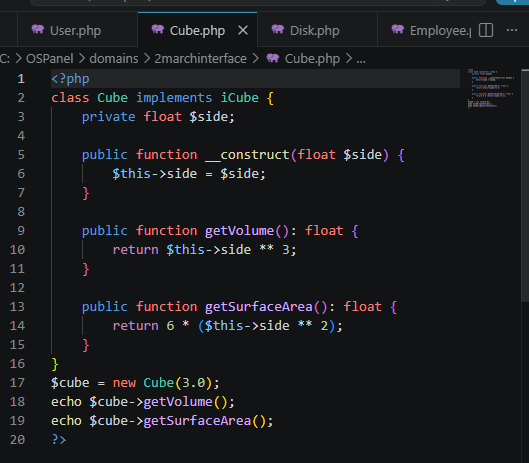 User.php Cube.php Disk.php Employee.
C: > OSPanel > domains > 2marchinterface > Cube.php > ...
1 <?php
2 class Cube implements iCube {
3     private float $side;
4
5     public function __construct(float $side) {
6         $this->side = $side;
7     }
8
9     public function getVolume(): float {
10         return $this->side ** 3;
11     }
12
13     public function getSurfaceArea(): float {
14         return 6 * ($this->side ** 2);
15     }
16 }
17 $cube = new Cube(3.0);
18 echo $cube->getVolume();
19 echo $cube->getSurfaceArea();
20 ?>